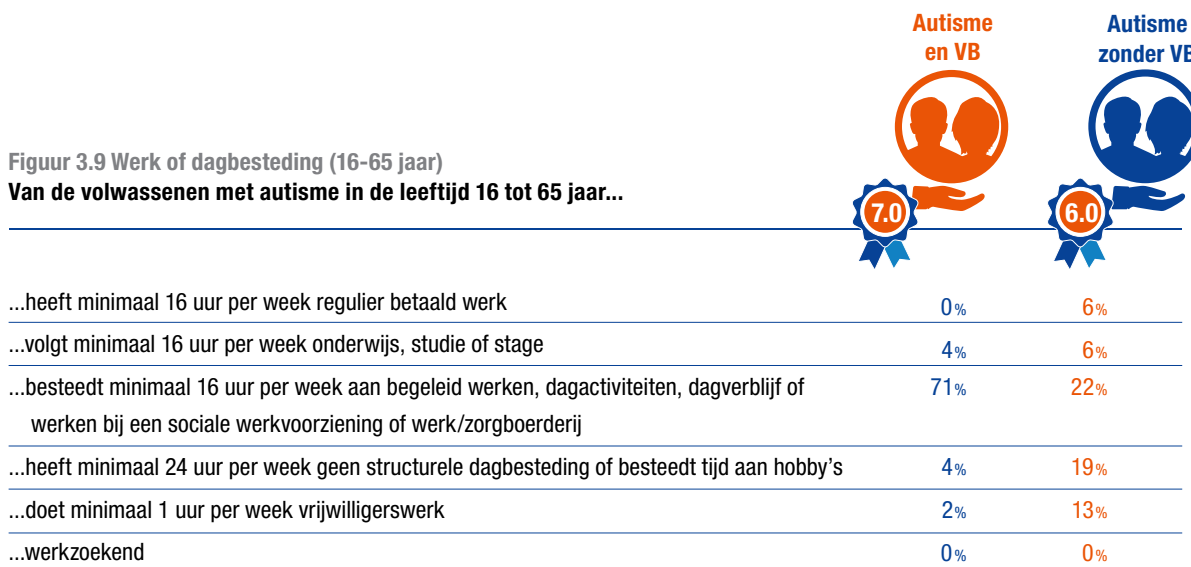 Autisme
en VB
Autisme
zonder VB
Figuur 3.9 Werk of dagbesteding (16-65 jaar)
Van de volwassenen met autisme in de leeftijd 16 tot 65 jaar...
7.0
6.0
...heeft minimaal 16 uur per week regulier betaald werk 0% 6%
...volgt minimaal 16 uur per week onderwijs, studie of stage 4% 6%
...besteedt minimaal 16 uur per week aan begeleid werken, dagactiviteiten, dagverblijf of 71% 22%
werken bij een sociale werkvoorziening of werk/zorgboerderij
...heeft minimaal 24 uur per week geen structurele dagbesteding of besteedt tijd aan hobby's 4% 19%
...doet minimaal 1 uur per week vrijwilligerswerk 2% 13%
...werkzoekend 0% 0%